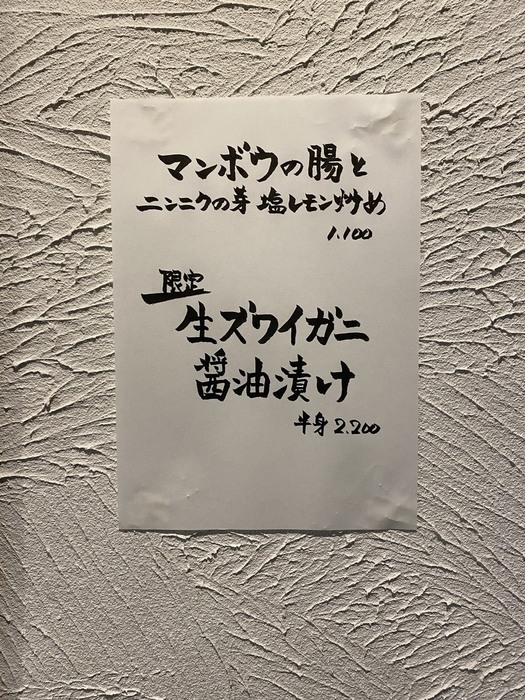 マンボウの腸と
ニンニクの芽 塩レモン炒め
1.100
限定
生ズワイガニ
醤油漬け
半身 2.200